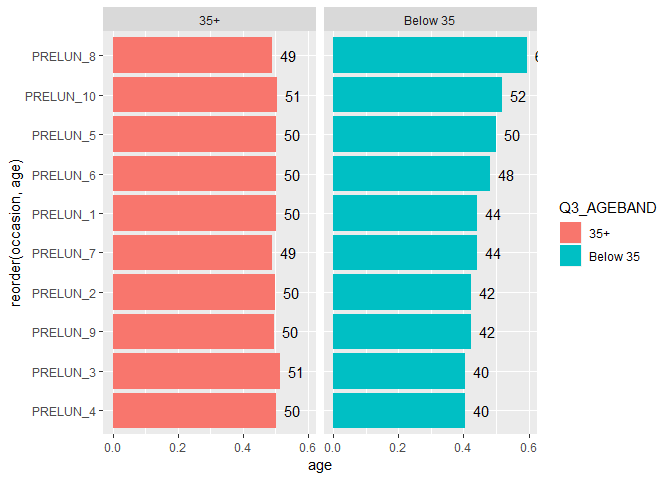 35+ Below 35
PRELUN_8 49
PRELUN_10 51 52
PRELUN_5 50 50
PRELUN_6 50 48
PRELUN_1 50 44
PRELUN_7 49 44
PRELUN_2 50 42
PRELUN_9 50 42
PRELUN_3 51 40
PRELUN_4 50 40
0.0 0.2 0.4 0.6 0.0 0.2 0.4 0.6
age
reorder(occasion, age)
Q3_AGEBAND
35+
Below 35